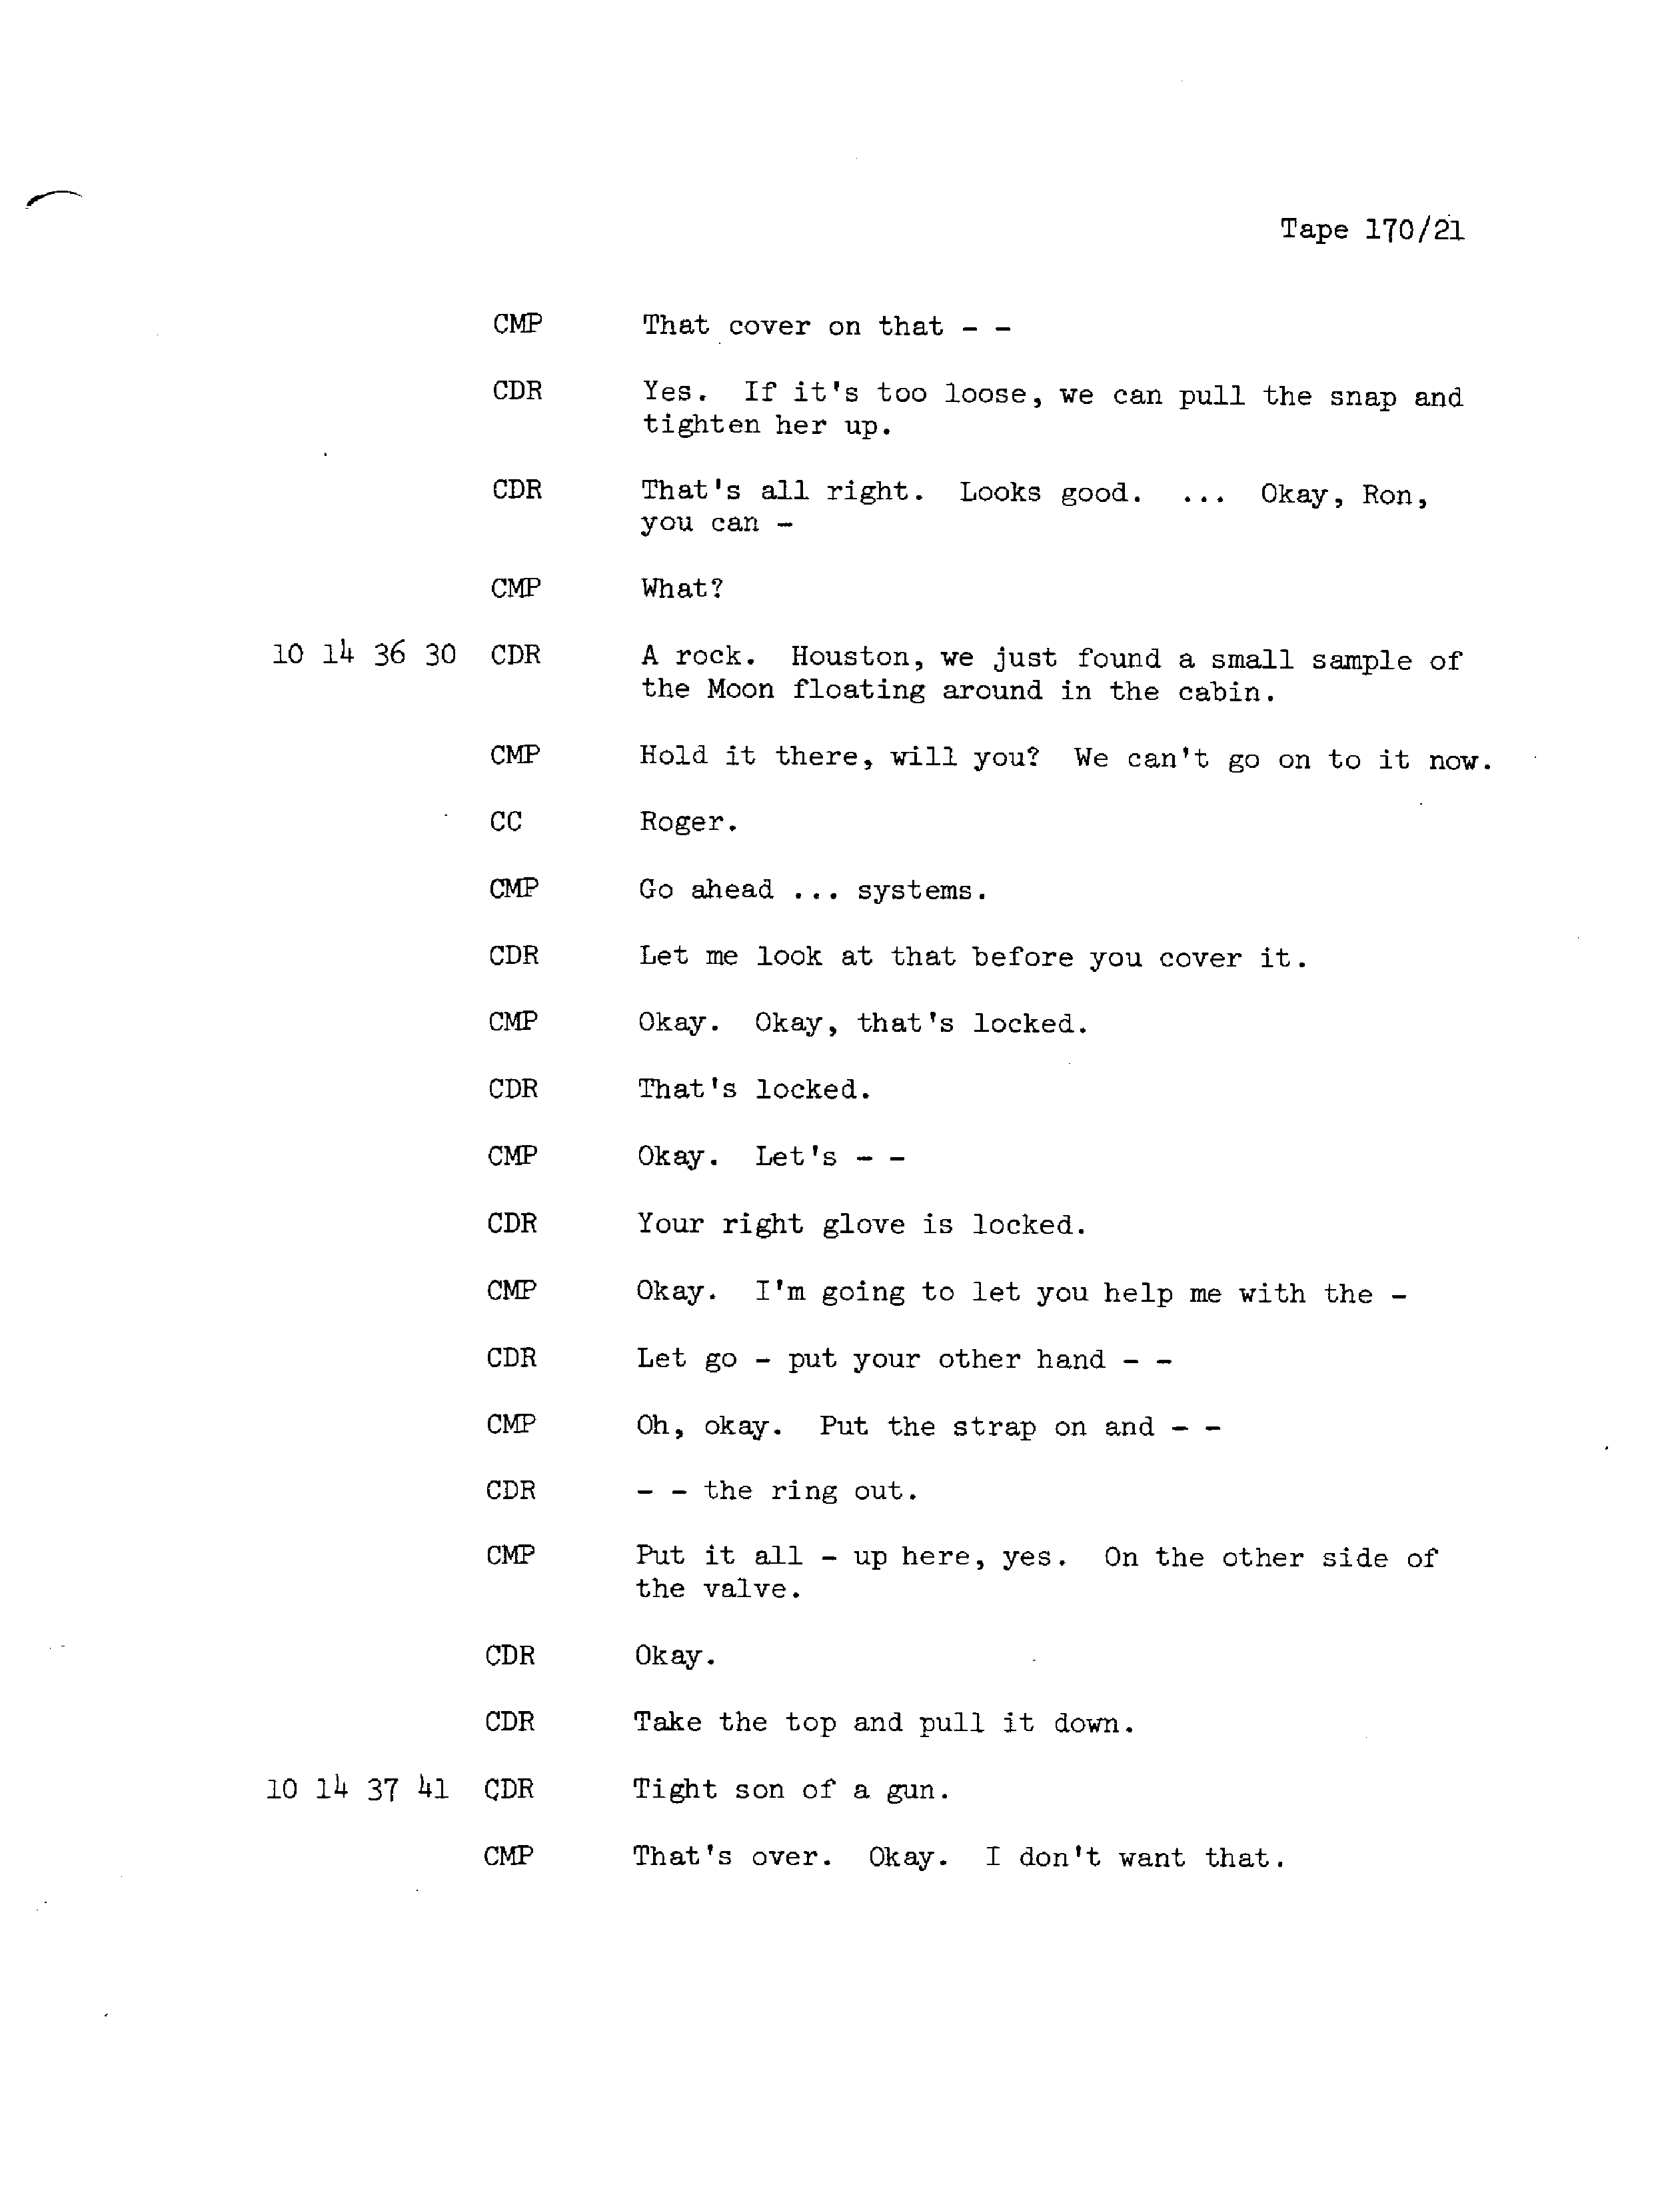 Tape 170/21
CMP That cover on that - -
CDR Yes. If it's too loose, we can pull the snap and
tighten her up.
CDR That's all right. Looks good. ... Okay, Ron,
you can -
CMP What?
10 14 36 30 CDR A rock. Houston, we just found a small sample of
the Moon floating around in the cabin.
CMP Hold it there, will you? We can't go on to it now.
CC Roger.
CMP Go ahead ... systems.
CDR Let me look at that before you cover it.
CMP Okay. Okay, that's locked.
CDR That's locked.
CMP Okay. Let's - -
CDR Your right glove is locked.
CMP Okay. I'm going to let you help me with the -
CDR Let go - put your other hand - -
CMP Oh, okay. Put the strap on and - -
CDR - - the ring out.
CMP Put it all - up here, yes. On the other side of
the valve.
CDR Okay.
CDR Take the top and pull it down.
10 14 37 41 CDR Tight son of a gun.
CMP That's over. Okay. I don't want that.